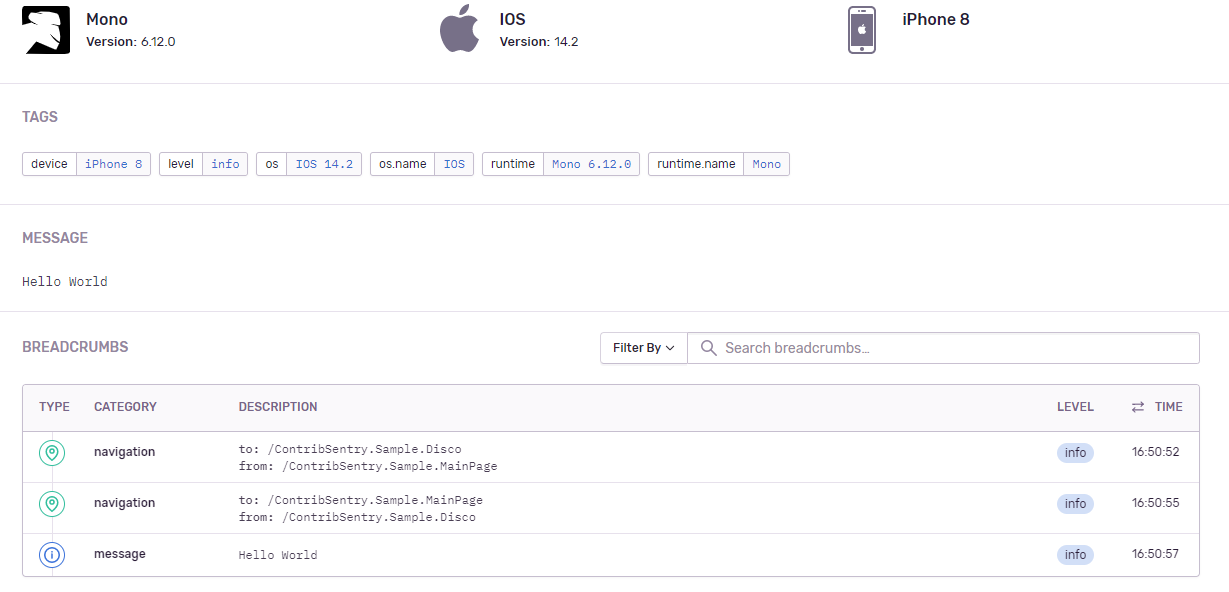 Mono
Version: 6.12.0
IOS
Version: 14.2
iPhone 8
TAGS
device iPhone 8 level info os IOS 14.2 os.name IOS runtime Mono 6.12.0 runtime.name Mono
MESSAGE
Hello World
BREADCRUMBS
Filter By Search breadcrumbs…
TYPE CATEGORY DESCRIPTION LEVEL TIME
navigation to: /ContribSentry.Sample.Disco info 16:50:52
from: /ContribSentry.Sample.MainPage
navigation to: /ContribSentry.Sample.MainPage info 16:50:55
from: /ContribSentry.Sample.Disco
message Hello World info 16:50:57